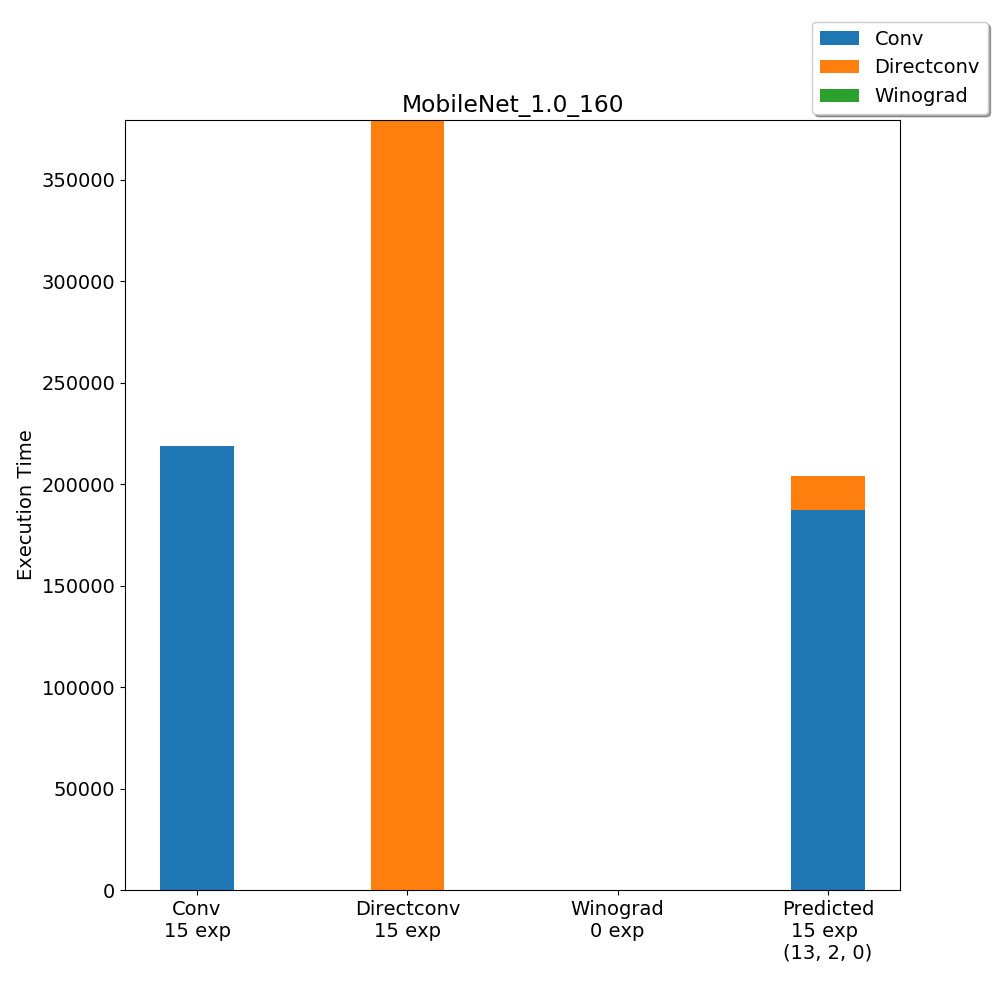 Conv
Directconv
Winograd
MobileNet_1.0_160
350000
300000
250000
200000
150000
100000
50000
0
Execution Time
Conv
15 exp
Directconv
15 exp
Winograd
0 exp
Predicted
15 exp
(13, 2, 0)